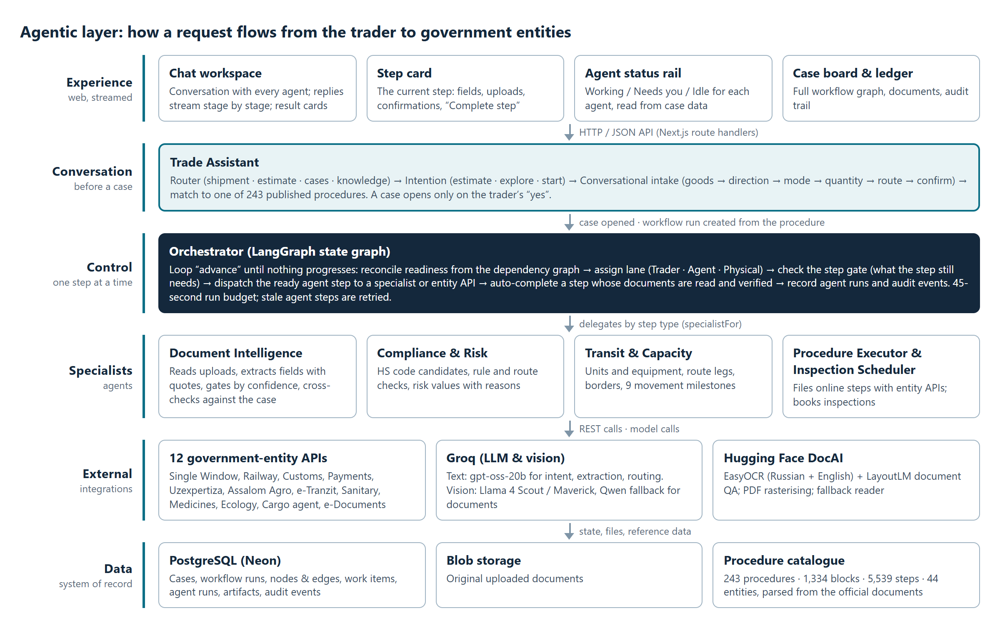 Agentic layer: how a request flows from the trader to government entities
Experience
web, streamed
Chat workspace
Conversation with every agent; replies
stream stage by stage; result cards
Step card
The current step: fields, uploads,
confirmations, “Complete step”
Agent status rail
Working / Needs you / Idle for each
agent, read from case data
Case board & ledger
Full workflow graph, documents, audit
trail
HTTP / JSON API (Next.js route handlers)
Conversation
before a case
Trade Assistant
Router (shipment · estimate · cases · knowledge) → Intention (estimate · explore · start) → Conversational intake (goods → direction → mode → quantity → route → confirm) →
match to one of 243 published procedures. A case opens only on the trader’s “yes”.
case opened · workflow run created from the procedure
Control
one step at a time
Orchestrator (LangGraph state graph)
Loop “advance” until nothing progresses: reconcile readiness from the dependency graph → assign lane (Trader · Agent · Physical) → check the step gate (what the step still
needs) → dispatch the ready agent step to a specialist or entity API → auto-complete a step whose documents are read and verified → record agent runs and audit events. 45-
second run budget; stale agent steps are retried.
delegates by step type (specialistFor)
Specialists
agents
Document Intelligence
Reads uploads, extracts fields with
quotes, gates by confidence, cross-
checks against the case
Compliance & Risk
HS code candidates, rule and route
checks, risk values with reasons
Transit & Capacity
Units and equipment, route legs,
borders, 9 movement milestones
Procedure Executor &
Inspection Scheduler
Files online steps with entity APIs;
books inspections
REST calls · model calls
External
integrations
12 government-entity APIs
Single Window, Railway, Customs, Payments,
Uzexpertiza, Assalom Agro, e-Tranzit, Sanitary,
Medicines, Ecology, Cargo agent, e-Documents
Groq (LLM & vision)
Text: gpt-oss-20b for intent, extraction, routing.
Vision: Llama 4 Scout / Maverick, Qwen fallback for
documents
Hugging Face DocAI
EasyOCR (Russian + English) + LayoutLM document
QA; PDF rasterising; fallback reader
state, files, reference data
Data
system of record
PostgreSQL (Neon)
Cases, workflow runs, nodes & edges, work items,
agent runs, artifacts, audit events
Blob storage
Original uploaded documents
Procedure catalogue
243 procedures · 1,334 blocks · 5,539 steps · 44
entities, parsed from the official documents